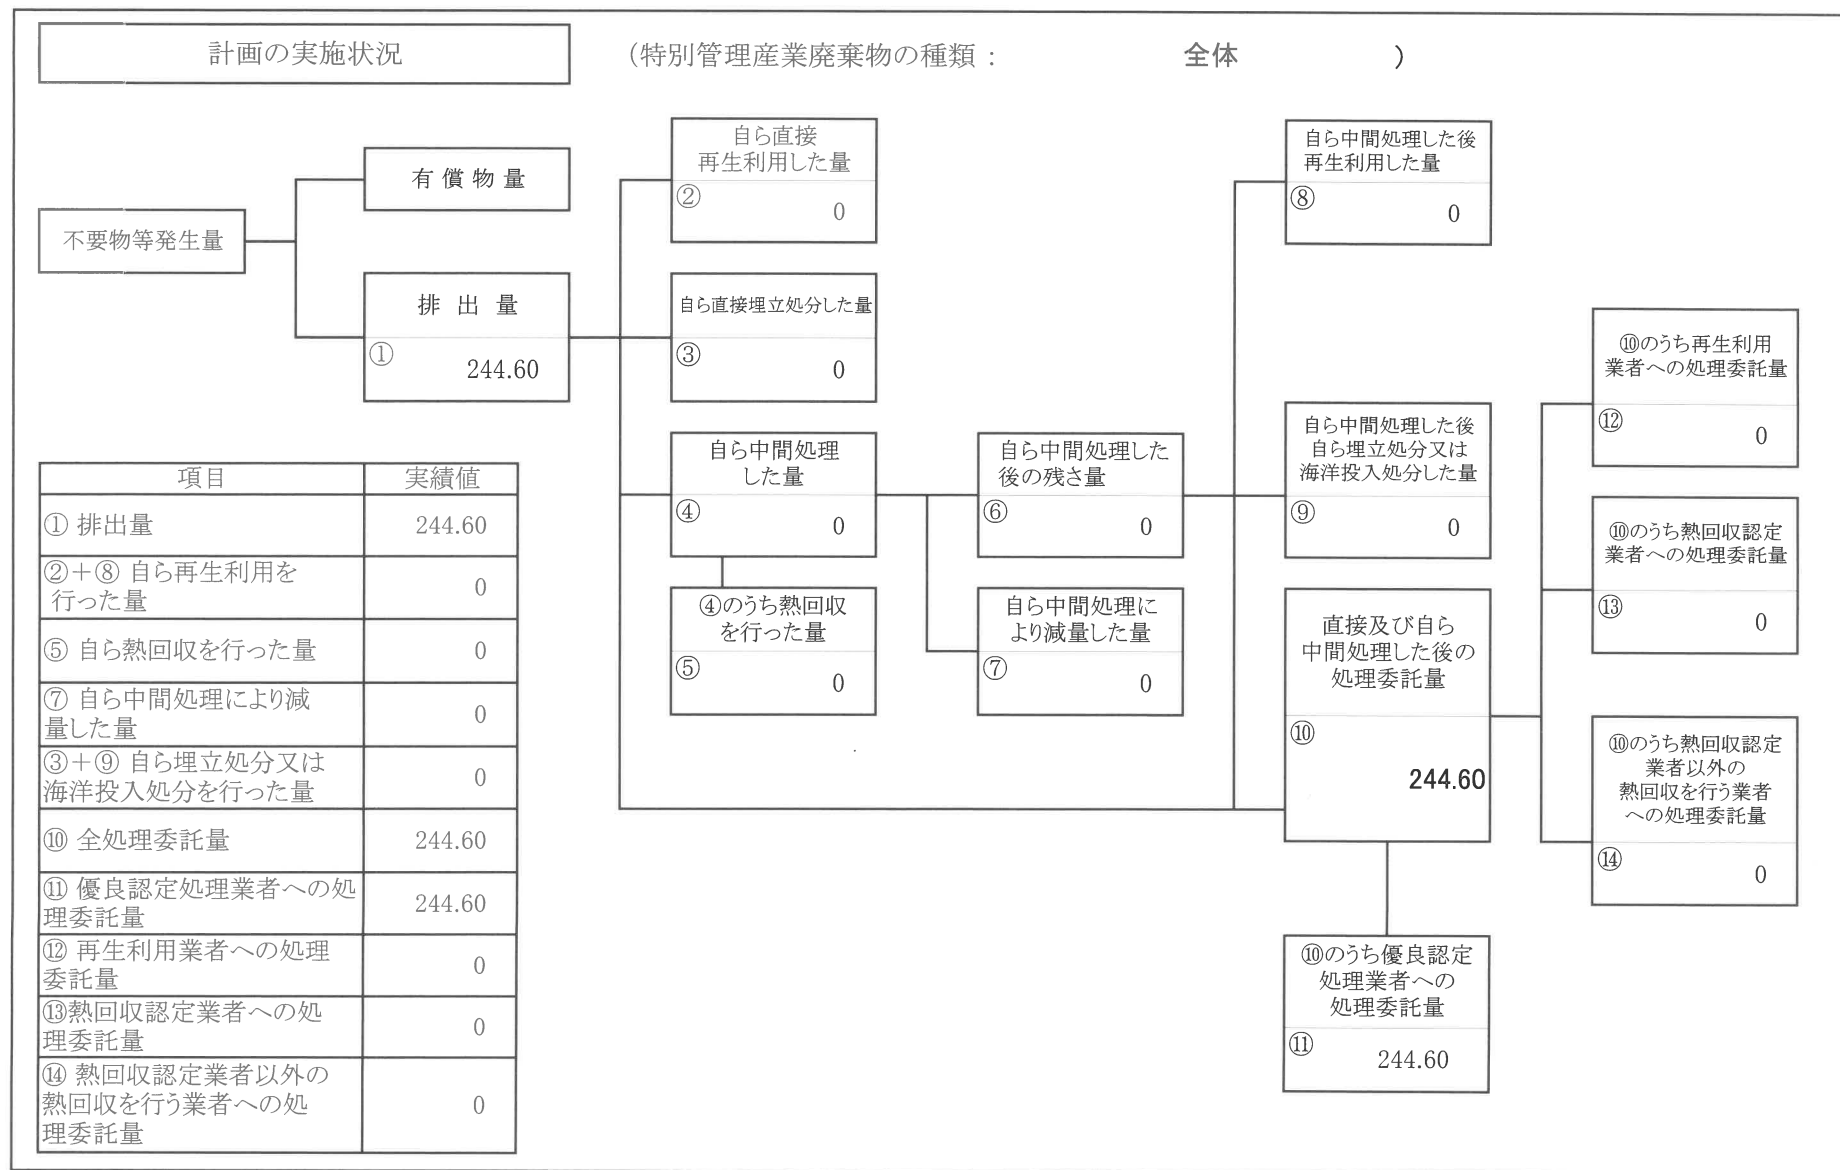 計画の実施状況
（特別管理産業廃棄物の種類： 全体 ）
不要物等発生量
有償物量
排出量
① 244.60
自ら直接
再生利用した量
② 0
自ら直接埋立処分した量
③ 0
自ら中間処理
した量
④ 0
④のうち熱回収
を行った量
⑤ 0
自ら中間処理した
後の残さ量
⑥ 0
自ら中間処理に
より減量した量
⑦ 0
自ら中間処理した後
再生利用した量
⑧ 0
自ら中間処理した後
自ら埋立処分又は
海洋投入処分した量
⑨ 0
直接及び自ら
中間処理した後の
処理委託量
⑩
244.60
⑩のうち優良認定
処理業者への
処理委託量
⑪ 244.60
⑩のうち再生利用
業者への処理委託量
⑫ 0
⑩のうち熱回収認定
業者への処理委託量
⑬ 0
⑩のうち熱回収認定
業者以外の
熱回収を行う業者
への処理委託量
⑭ 0
項目 実績値
① 排出量 244.60
②＋⑧ 自ら再生利用を
行った量 0
⑤ 自ら熱回収を行った量 0
⑦ 自ら中間処理により減
量した量 0
③＋⑨ 自ら埋立処分又は
海洋投入処分を行った量 0
⑩ 全処理委託量 244.60
⑪ 優良認定処理業者への処
理委託量 244.60
⑫ 再生利用業者への処理
委託量 0
⑬熱回収認定業者への処
理委託量 0
⑭ 熱回収認定業者以外の
熱回収を行う業者への処
理委託量 0